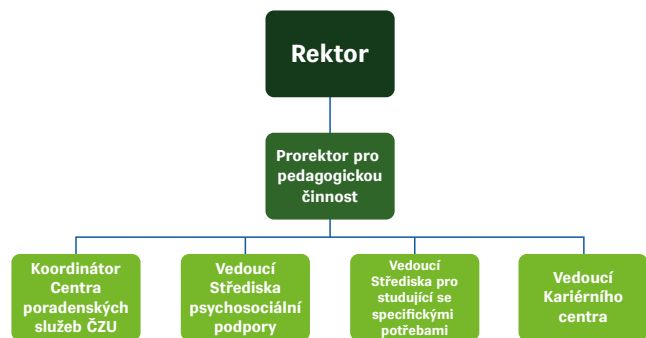 Rektor
Prorektor pro
pedagogickou
činnost
Koordinátor
Centra
poradenských
služeb ČZU
Vedoucí
Střediska
psychosociální
podpory
Vedoucí
Střediska pro
studující se
specifickými
potřebami
Vedoucí
Kariérního
centra